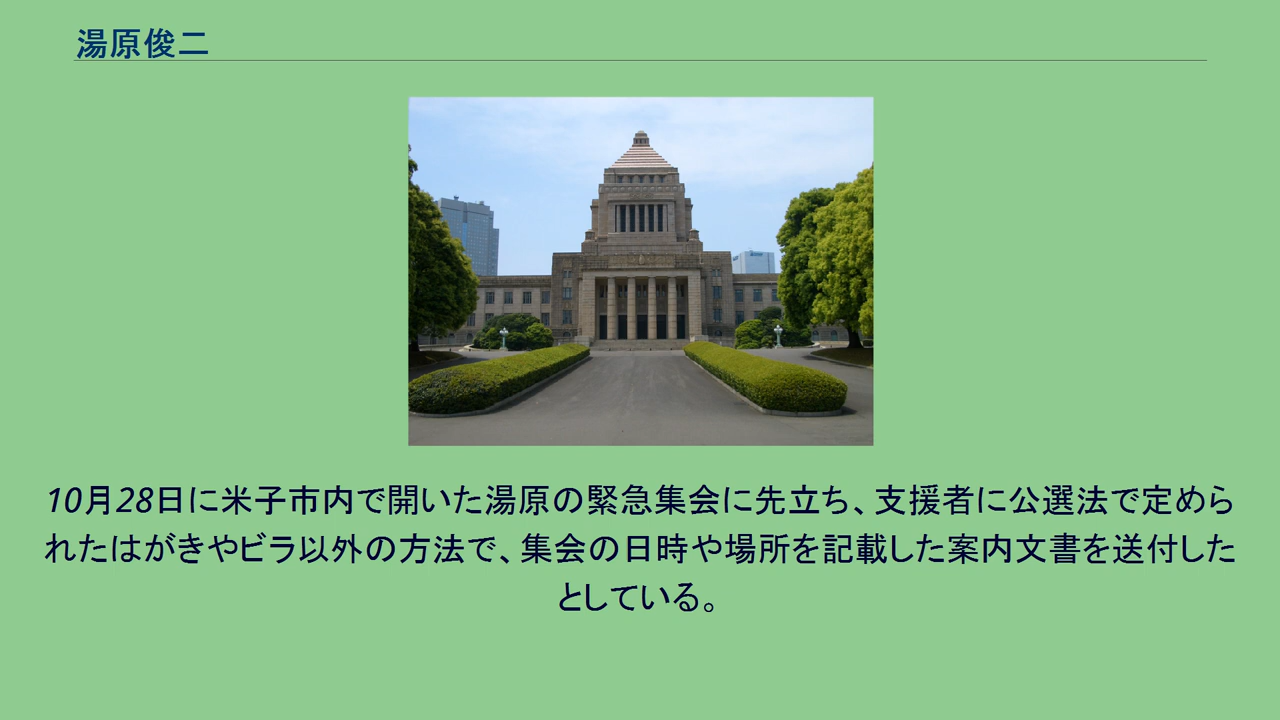 湯原俊二
10月28日に米子市内で開いた湯原の緊急集会に先立ち、支援者に公選法で定めら
れたはがきやビラ以外の方法で、集会の日時や場所を記載した案内文書を送付した
としている。